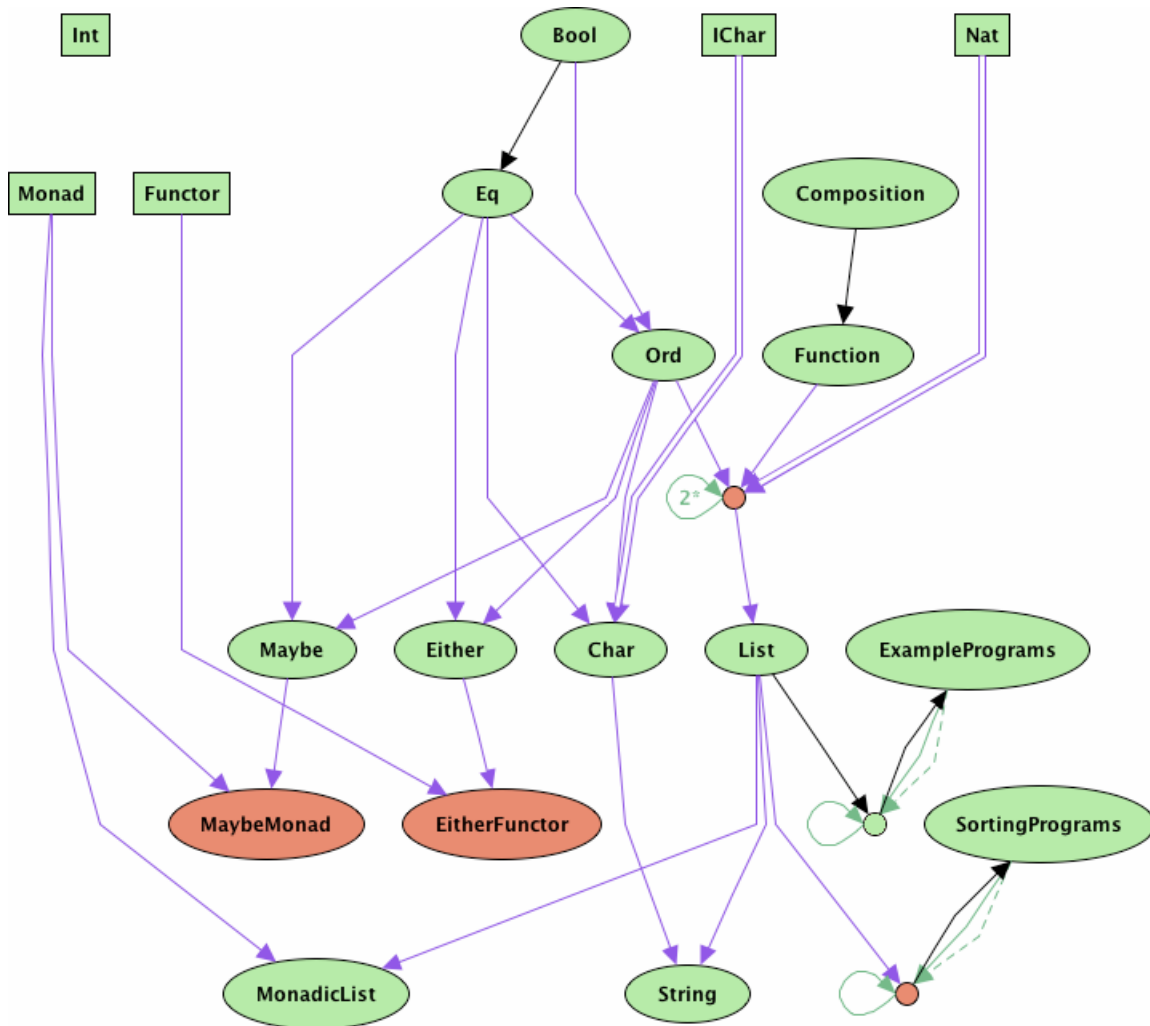 Int
Bool
IChar
Nat
Monad
Functor
Eq
Composition
Ord
Function
2*
Maybe
Either
Char
List
ExamplePrograms
MaybeMonad
EitherFunctor
SortingPrograms
MonadicList
String